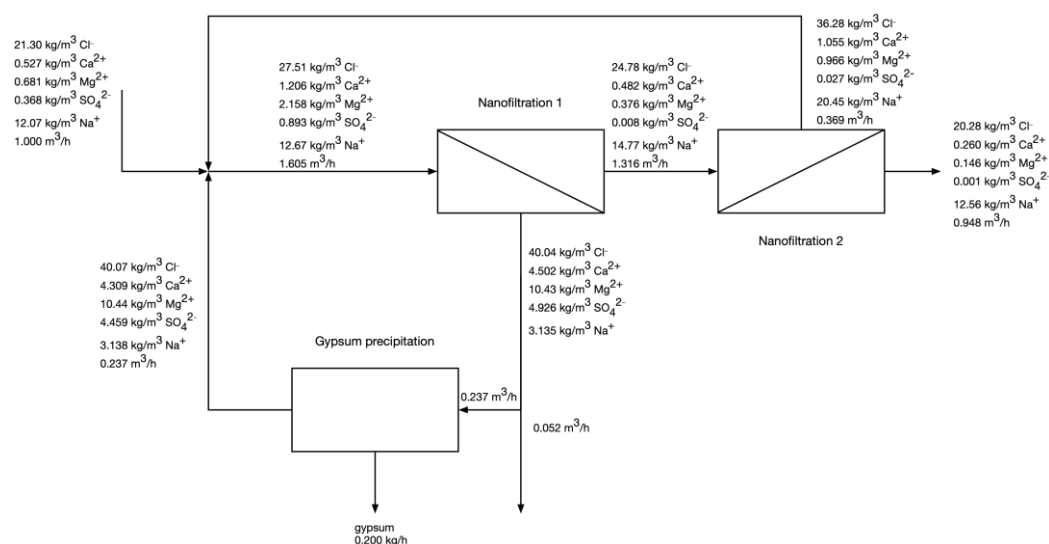 21.30 kg/m³ Cl⁻
0.527 kg/m³ Ca²⁺
0.681 kg/m³ Mg²⁺
0.368 kg/m³ SO₄²⁻
12.07 kg/m³ Na⁺
1.000 m³/h
27.51 kg/m³ Cl⁻
1.206 kg/m³ Ca²⁺
2.158 kg/m³ Mg²⁺
0.893 kg/m³ SO₄²⁻
12.67 kg/m³ Na⁺
1.605 m³/h
Nanofiltration 1
24.78 kg/m³ Cl⁻
0.482 kg/m³ Ca²⁺
0.376 kg/m³ Mg²⁺
0.008 kg/m³ SO₄²⁻
14.77 kg/m³ Na⁺
1.316 m³/h
36.28 kg/m³ Cl⁻
1.055 kg/m³ Ca²⁺
0.966 kg/m³ Mg²⁺
0.027 kg/m³ SO₄²⁻
20.45 kg/m³ Na⁺
0.369 m³/h
20.28 kg/m³ Cl⁻
0.260 kg/m³ Ca²⁺
0.146 kg/m³ Mg²⁺
0.001 kg/m³ SO₄²⁻
12.56 kg/m³ Na⁺
0.948 m³/h
Nanofiltration 2
40.07 kg/m³ Cl⁻
4.309 kg/m³ Ca²⁺
10.44 kg/m³ Mg²⁺
4.459 kg/m³ SO₄²⁻
3.138 kg/m³ Na⁺
0.237 m³/h
40.04 kg/m³ Cl⁻
4.502 kg/m³ Ca²⁺
10.43 kg/m³ Mg²⁺
4.926 kg/m³ SO₄²⁻
3.135 kg/m³ Na⁺
Gypsum precipitation
0.237 m³/h
0.052 m³/h
gypsum
0.200 kg/h